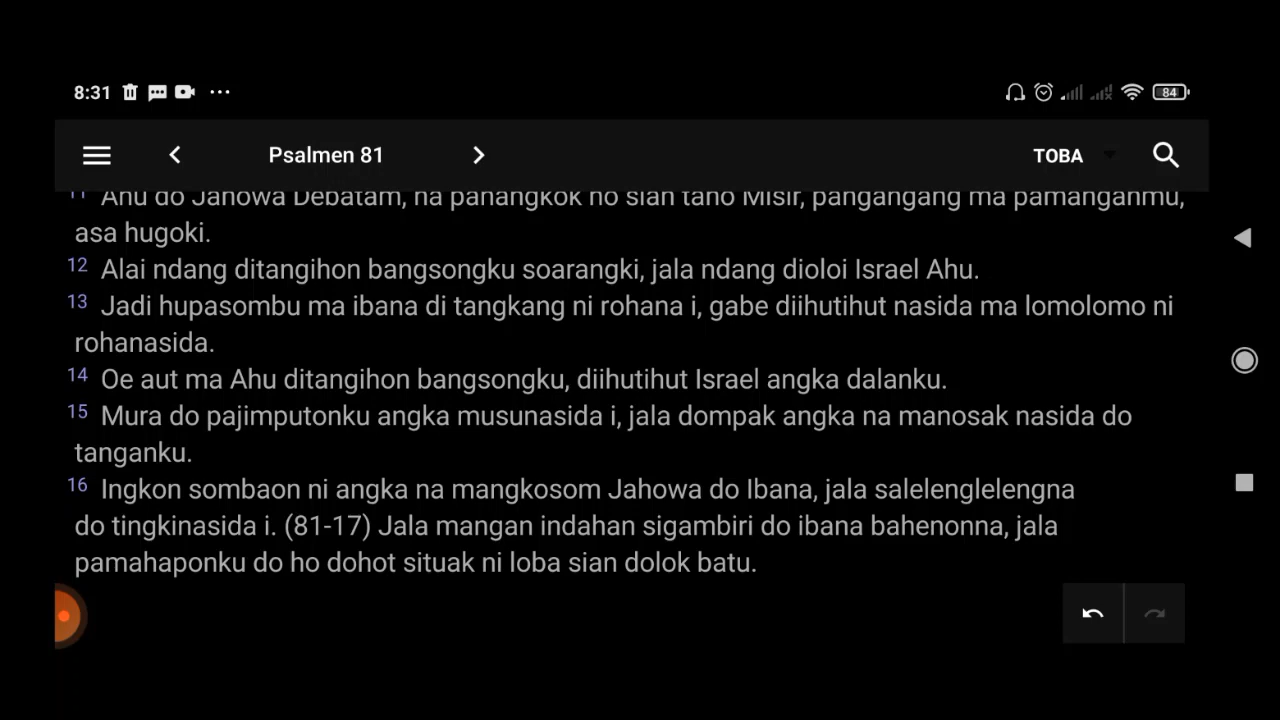 8:31 84
Psalmen 81 TOBA
11 Ahu do Jahowa Debatam, na panangkok ho sian tano Misir, pangangang ma pamanganmu,
asa hugoki.
12 Alai ndang ditangihon bangsongku soarangki, jala ndang dioloi Israel Ahu.
13 Jadi hupasombu ma ibana di tangkang ni rohana i, gabe diihutihut nasida ma lomolomo ni
rohanasida.
14 Oe aut ma Ahu ditangihon bangsongku, diihutihut Israel angka dalanku.
15 Mura do pajimputonku angka musunasida i, jala dompak angka na manosak nasida do
tanganku.
16 Ingkon sombaon ni angka na mangkosom Jahowa do Ibana, jala salelenglelengna
do tingkinasida i. (81-17) Jala mangan indahan sigambiri do ibana bahenonna, jala
pamahaponku do ho dohot situak ni loba sian dolok batu.